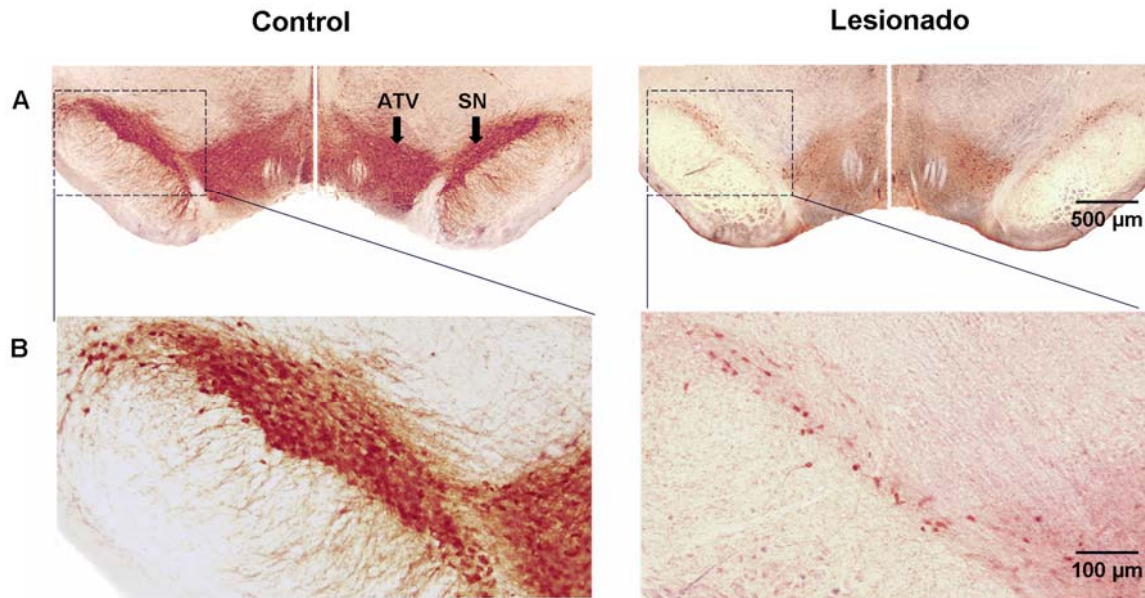 Control
Lesionado
A
ATV
SN
500 µm
B
100 µm